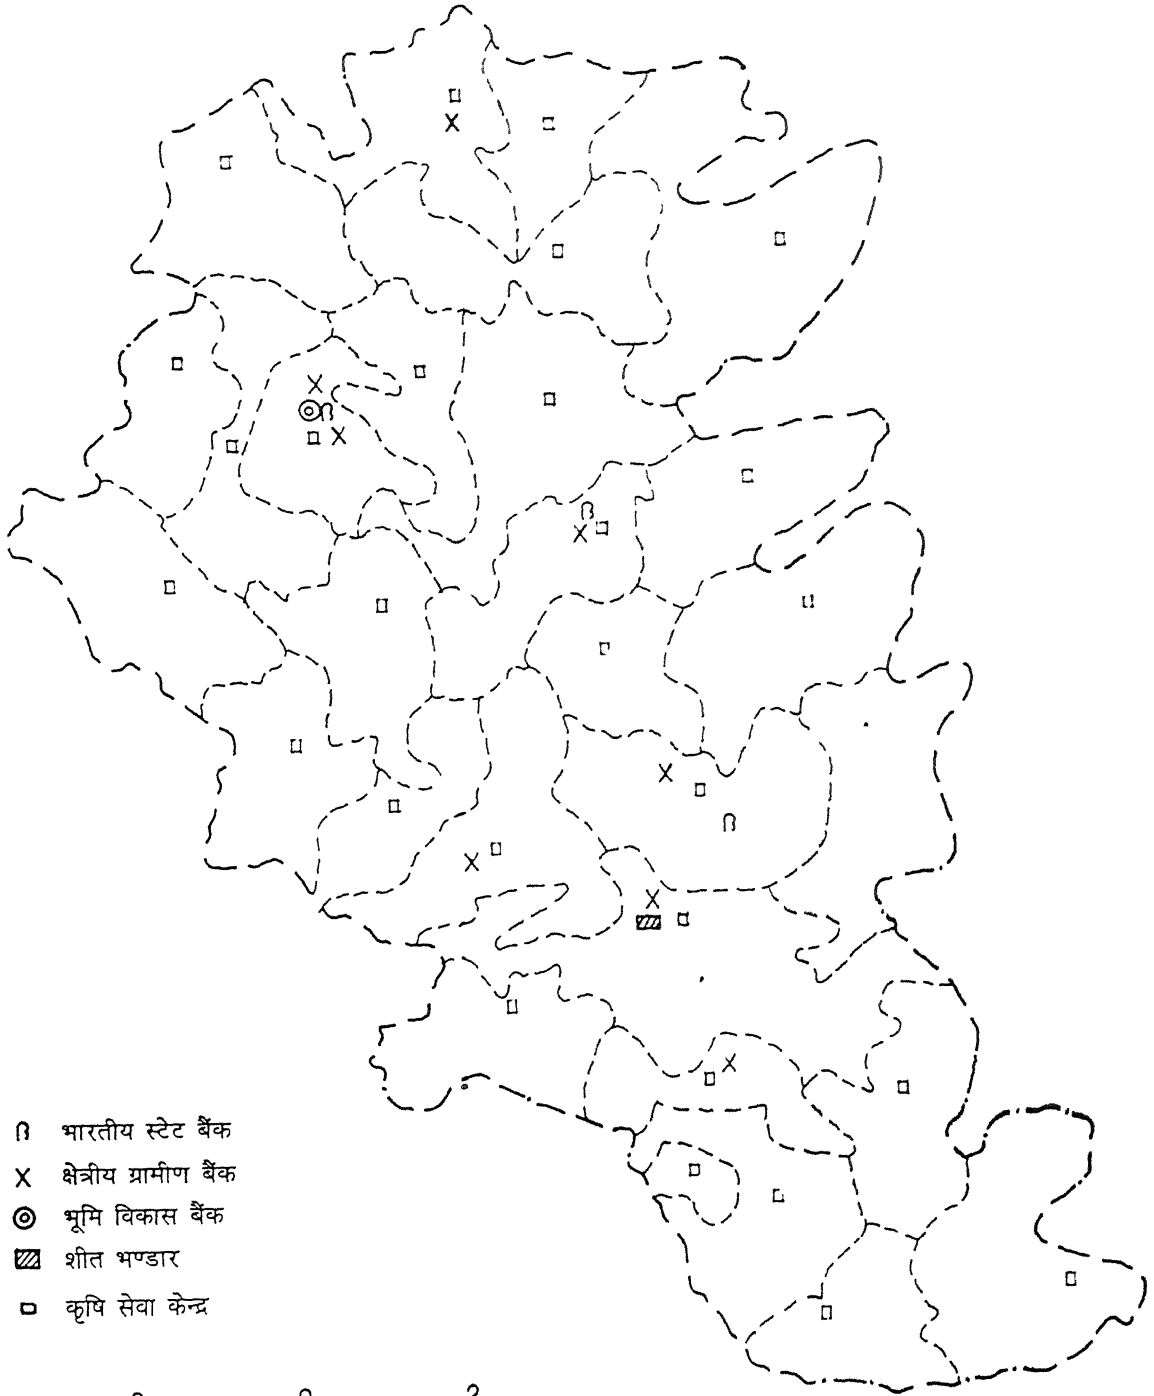 भारतीय स्टेट बैंक
क्षेत्रीय ग्रामीण बैंक
भूमि विकास बैंक
शीत भण्डार
कृषि सेवा केन्द्र